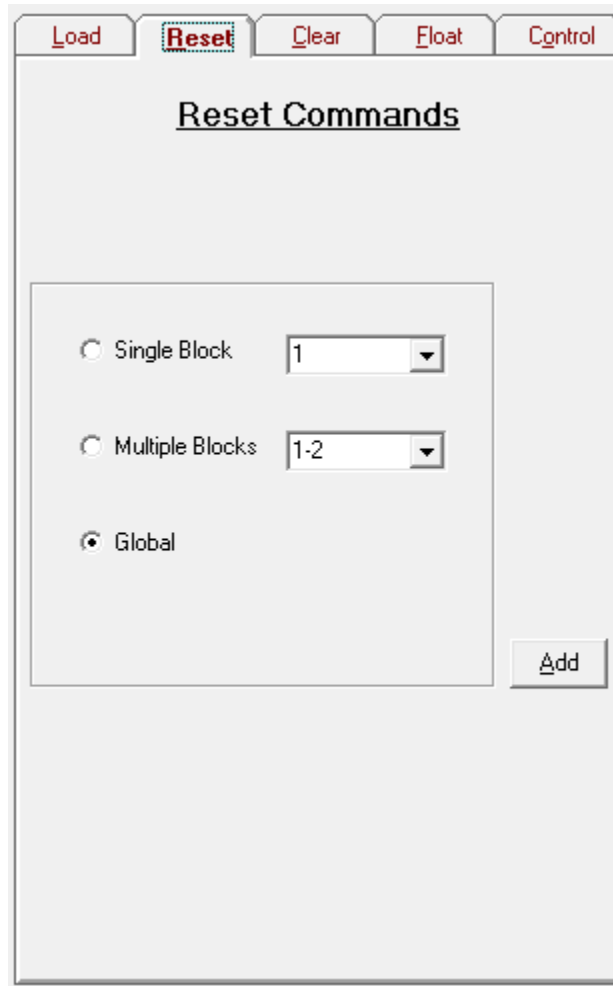 Load Reset Clear Float Control
Reset Commands
Single Block 1
Multiple Blocks 1-2
Global
Add